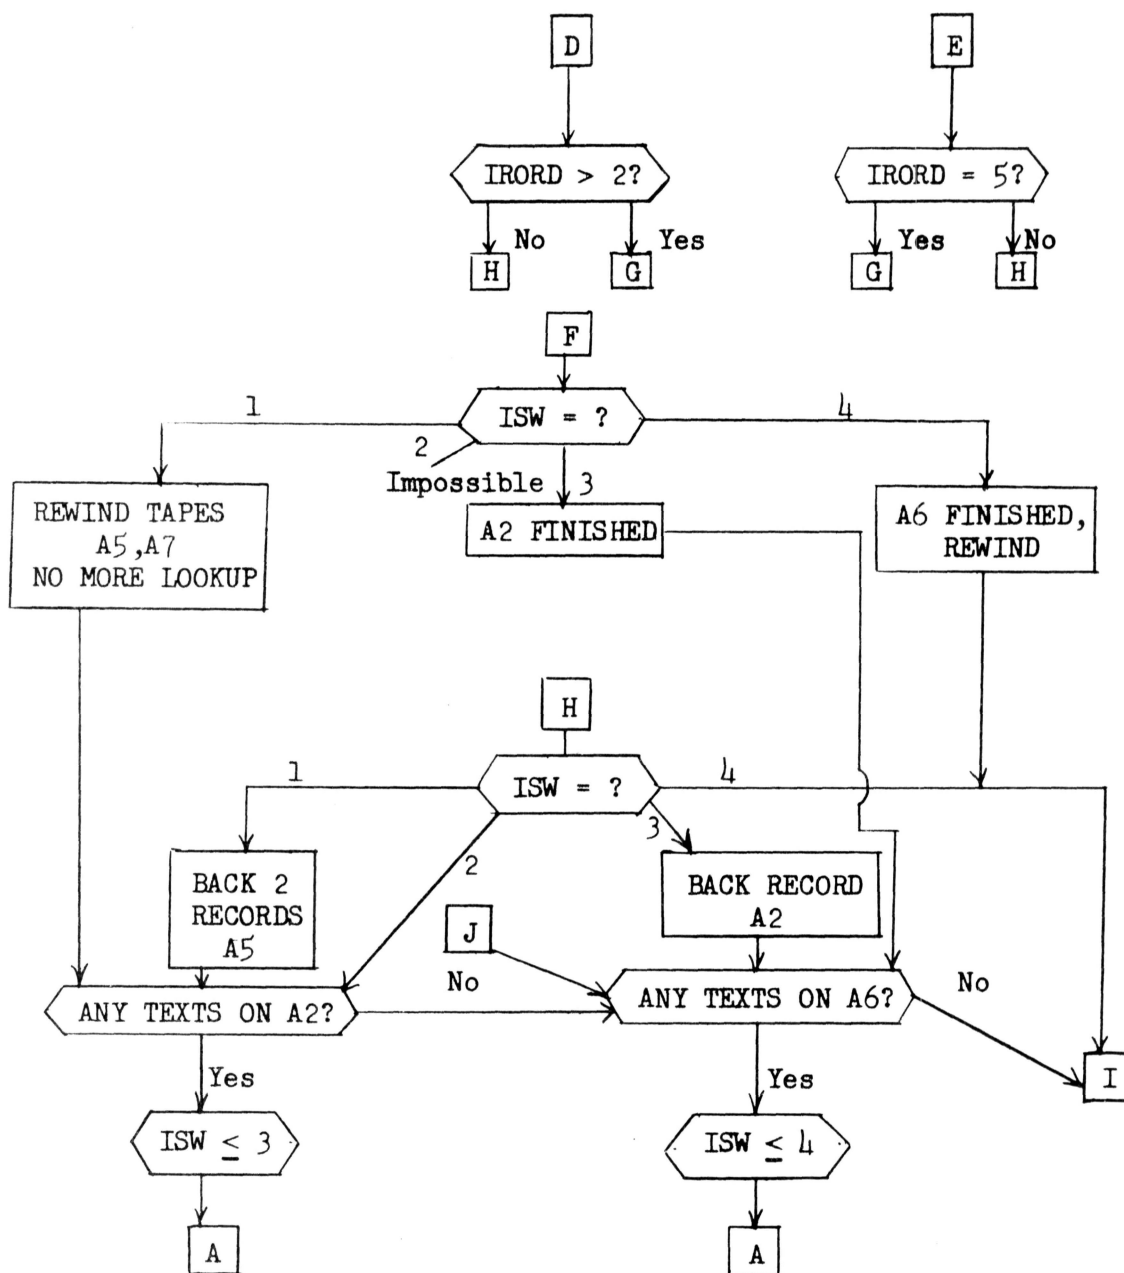 D
E
IRORD > 2?
IRORD = 5?
No
Yes
Yes
No
H
G
G
H
F
ISW = ?
1
2
Impossible
3
4
REWIND TAPES
A5,A7
NO MORE LOOKUP
A2 FINISHED
A6 FINISHED,
REWIND
H
ISW = ?
1
2
3
4
BACK 2
RECORDS
A5
BACK RECORD
A2
J
No
No
ANY TEXTS ON A2?
ANY TEXTS ON A6?
I
Yes
Yes
ISW ≤ 3
ISW ≤ 4
A
A